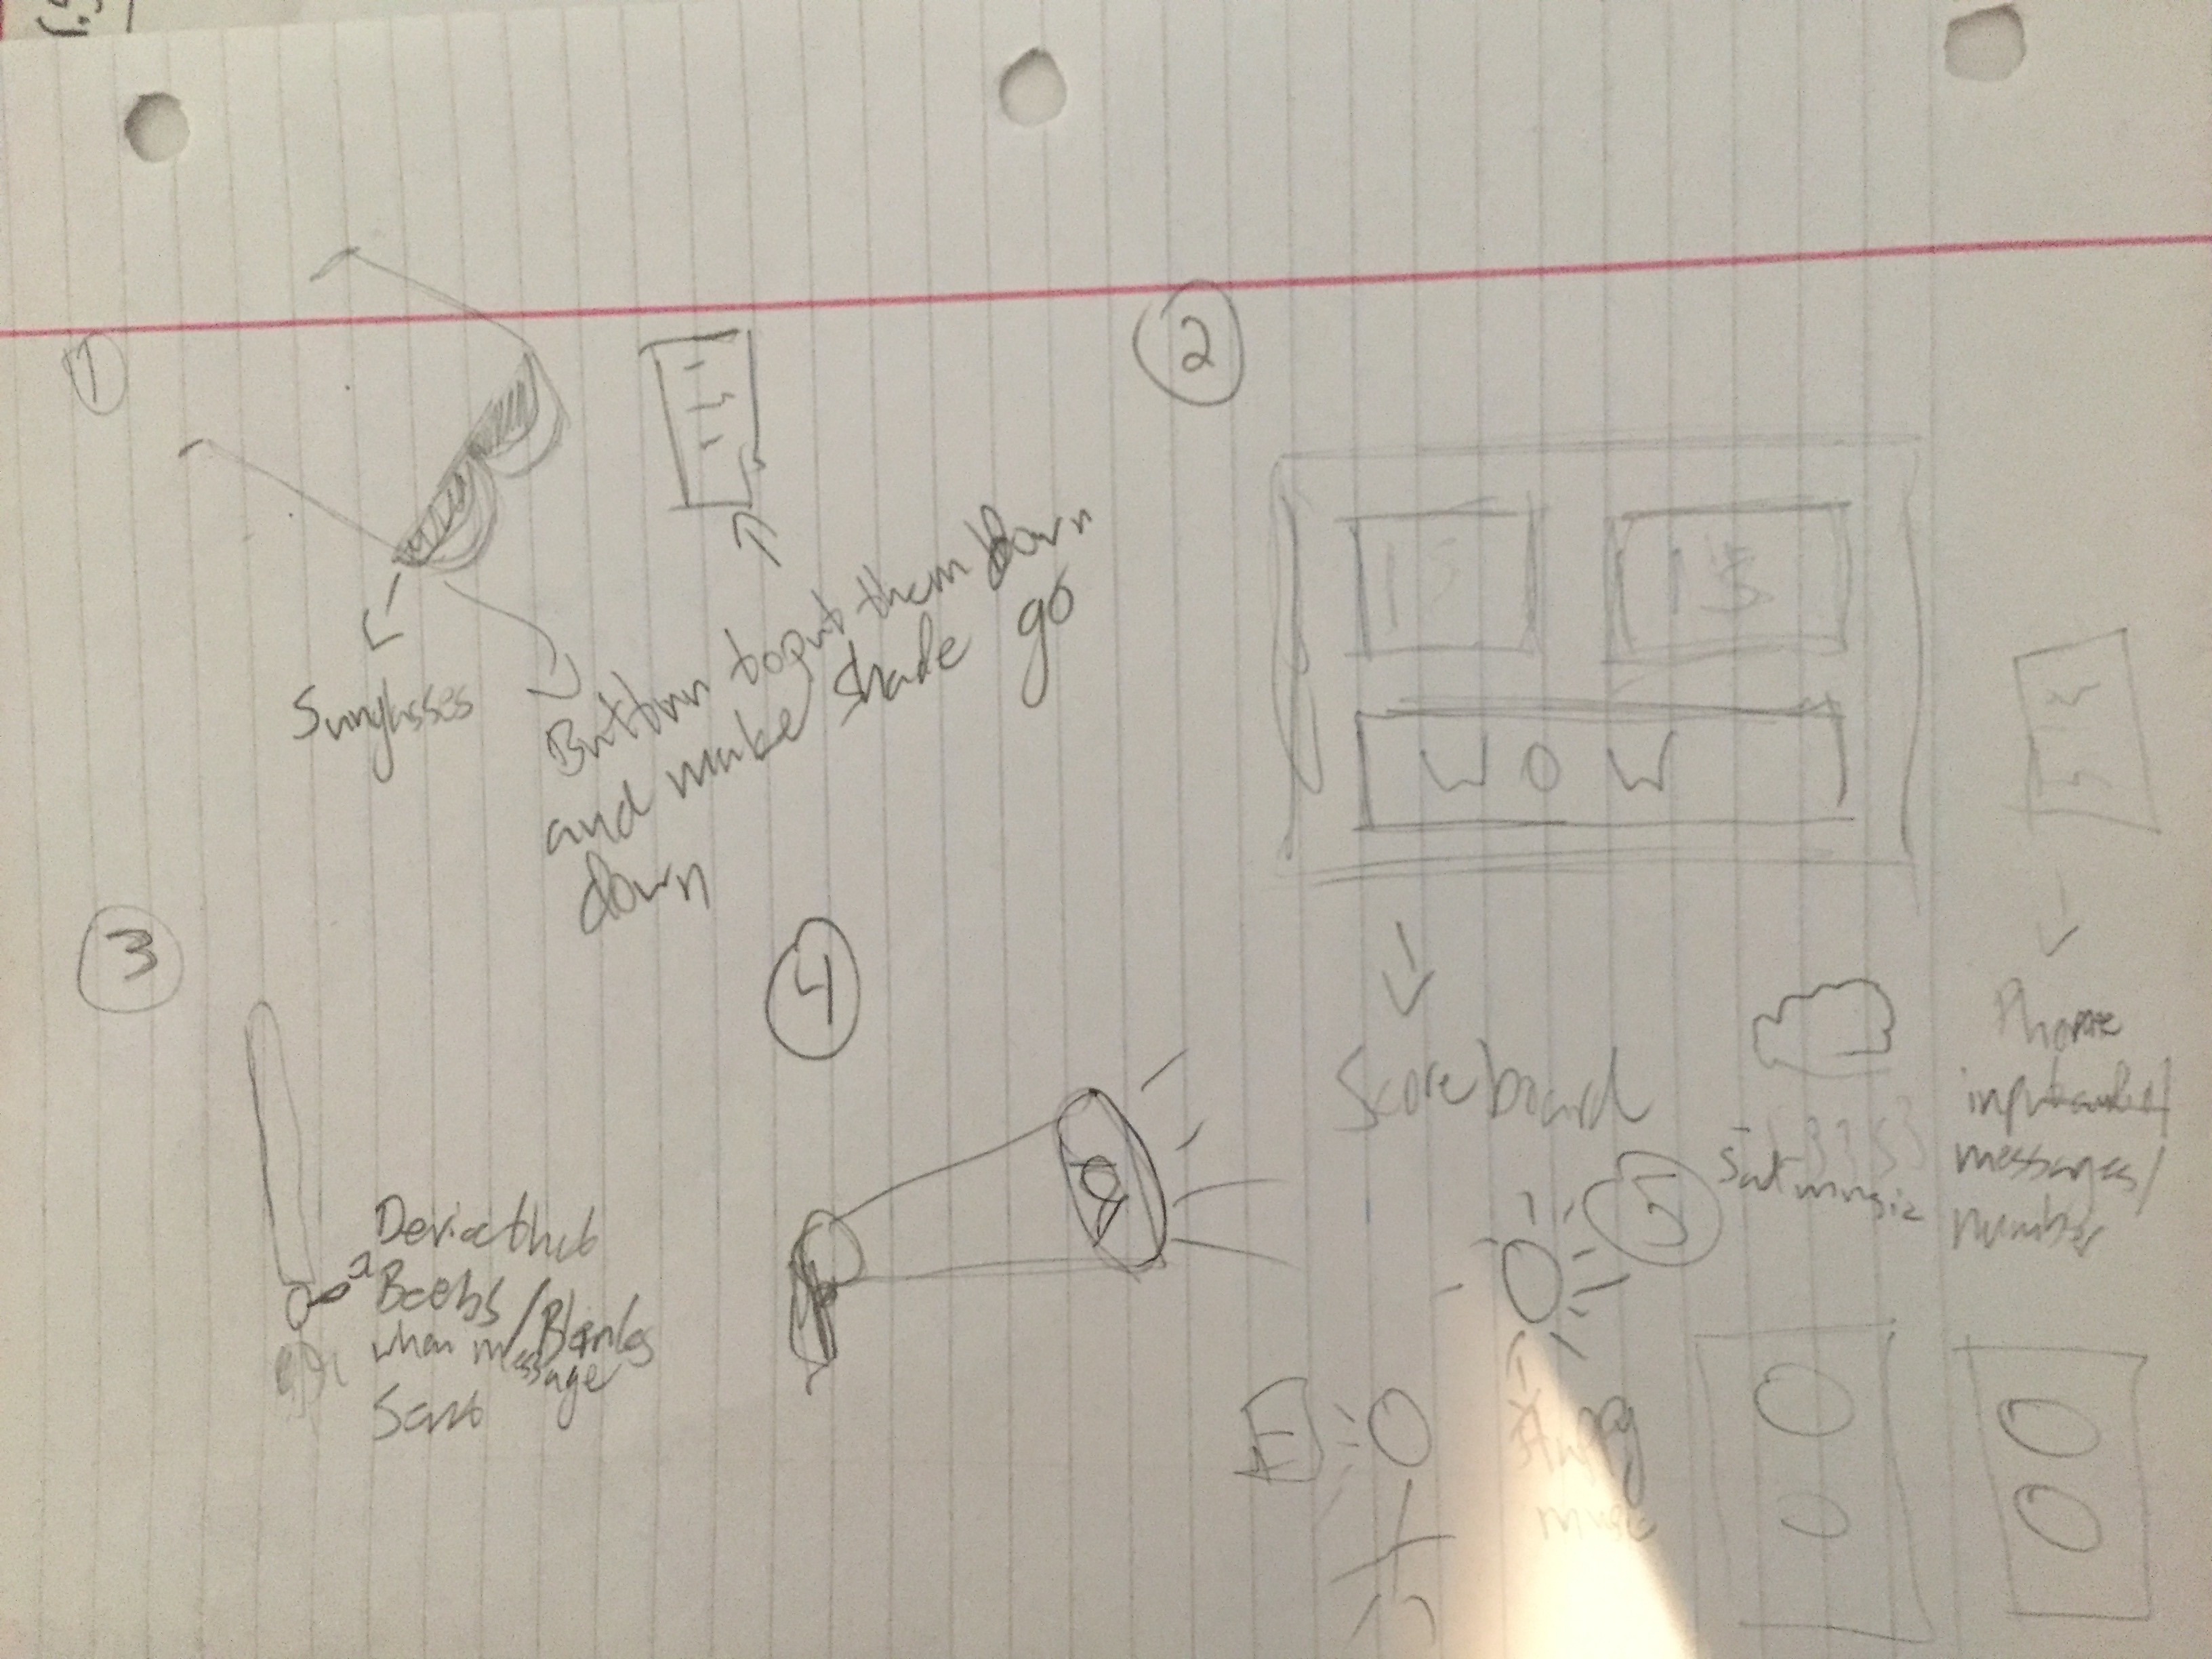 1
Sunglasses
Button to put them down
and make shade go
down
2
15
W O W
Scoreboard
Phone
input
messages/
number
3
Device that
Beebs/Blinks
when message
Sent
4
5
Sad music
Happy
music